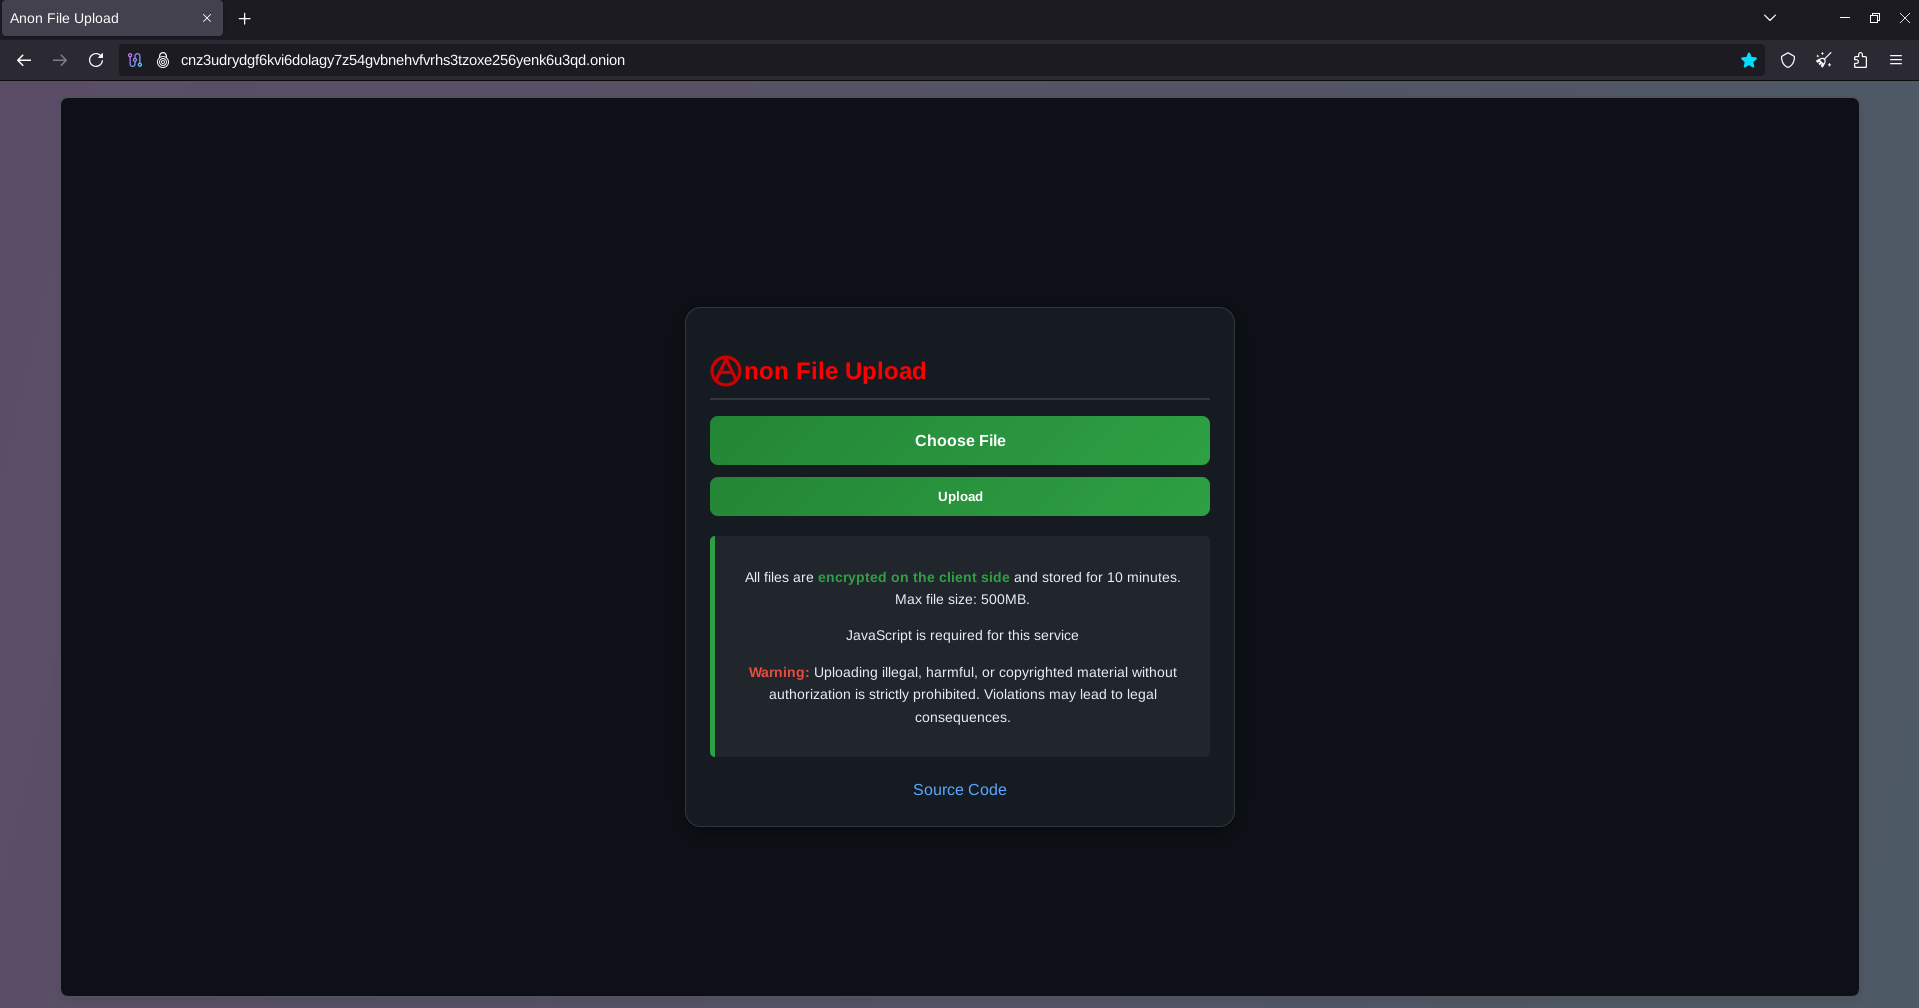 Anon File Upload
cnz3udrydgf6kvi6dolagy7z54gvbnehvfvrhs3tzoxe256yenk6u3qd.onion
Ⓐnon File Upload
Choose File
Upload
All files are encrypted on the client side and stored for 10 minutes.
Max file size: 500MB.
JavaScript is required for this service
Warning: Uploading illegal, harmful, or copyrighted material without
authorization is strictly prohibited. Violations may lead to legal
consequences.
Source Code